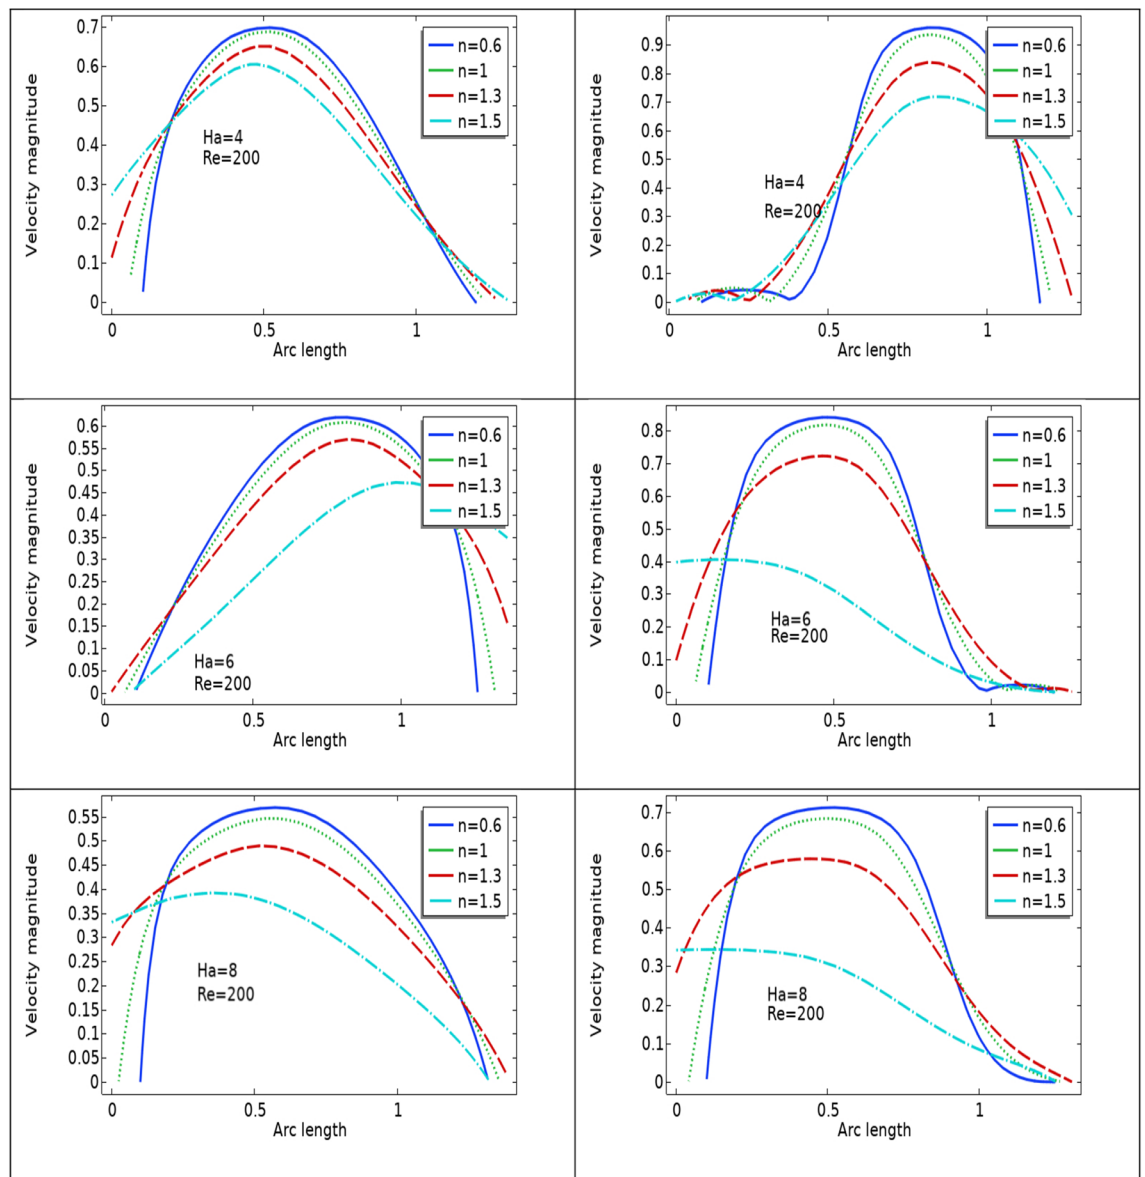 0.7
0.6
0.5
0.4
0.3
0.2
0.1
0
Velocity magnitude
n=0.6
n=1
n=1.3
n=1.5
Ha=4
Re=200
0
0.5
1
Arc length
0.9
0.8
0.7
0.6
0.5
0.4
0.3
0.2
0.1
0
Velocity magnitude
n=0.6
n=1
n=1.3
n=1.5
Ha=4
Re=200
0
0.5
1
Arc length
0.6
0.55
0.5
0.45
0.4
0.35
0.3
0.25
0.2
0.15
0.1
0.05
0
Velocity magnitude
n=0.6
n=1
n=1.3
n=1.5
Ha=6
Re=200
0
0.5
1
Arc length
0.8
0.7
0.6
0.5
0.4
0.3
0.2
0.1
0
Velocity magnitude
n=0.6
n=1
n=1.3
n=1.5
Ha=6
Re=200
0
0.5
1
Arc length
0.55
0.5
0.45
0.4
0.35
0.3
0.25
0.2
0.15
0.1
0.05
0
Velocity magnitude
n=0.6
n=1
n=1.3
n=1.5
Ha=8
Re=200
0
0.5
1
Arc length
0.7
0.6
0.5
0.4
0.3
0.2
0.1
0
Velocity magnitude
n=0.6
n=1
n=1.3
n=1.5
Ha=8
Re=200
0
0.5
1
Arc length